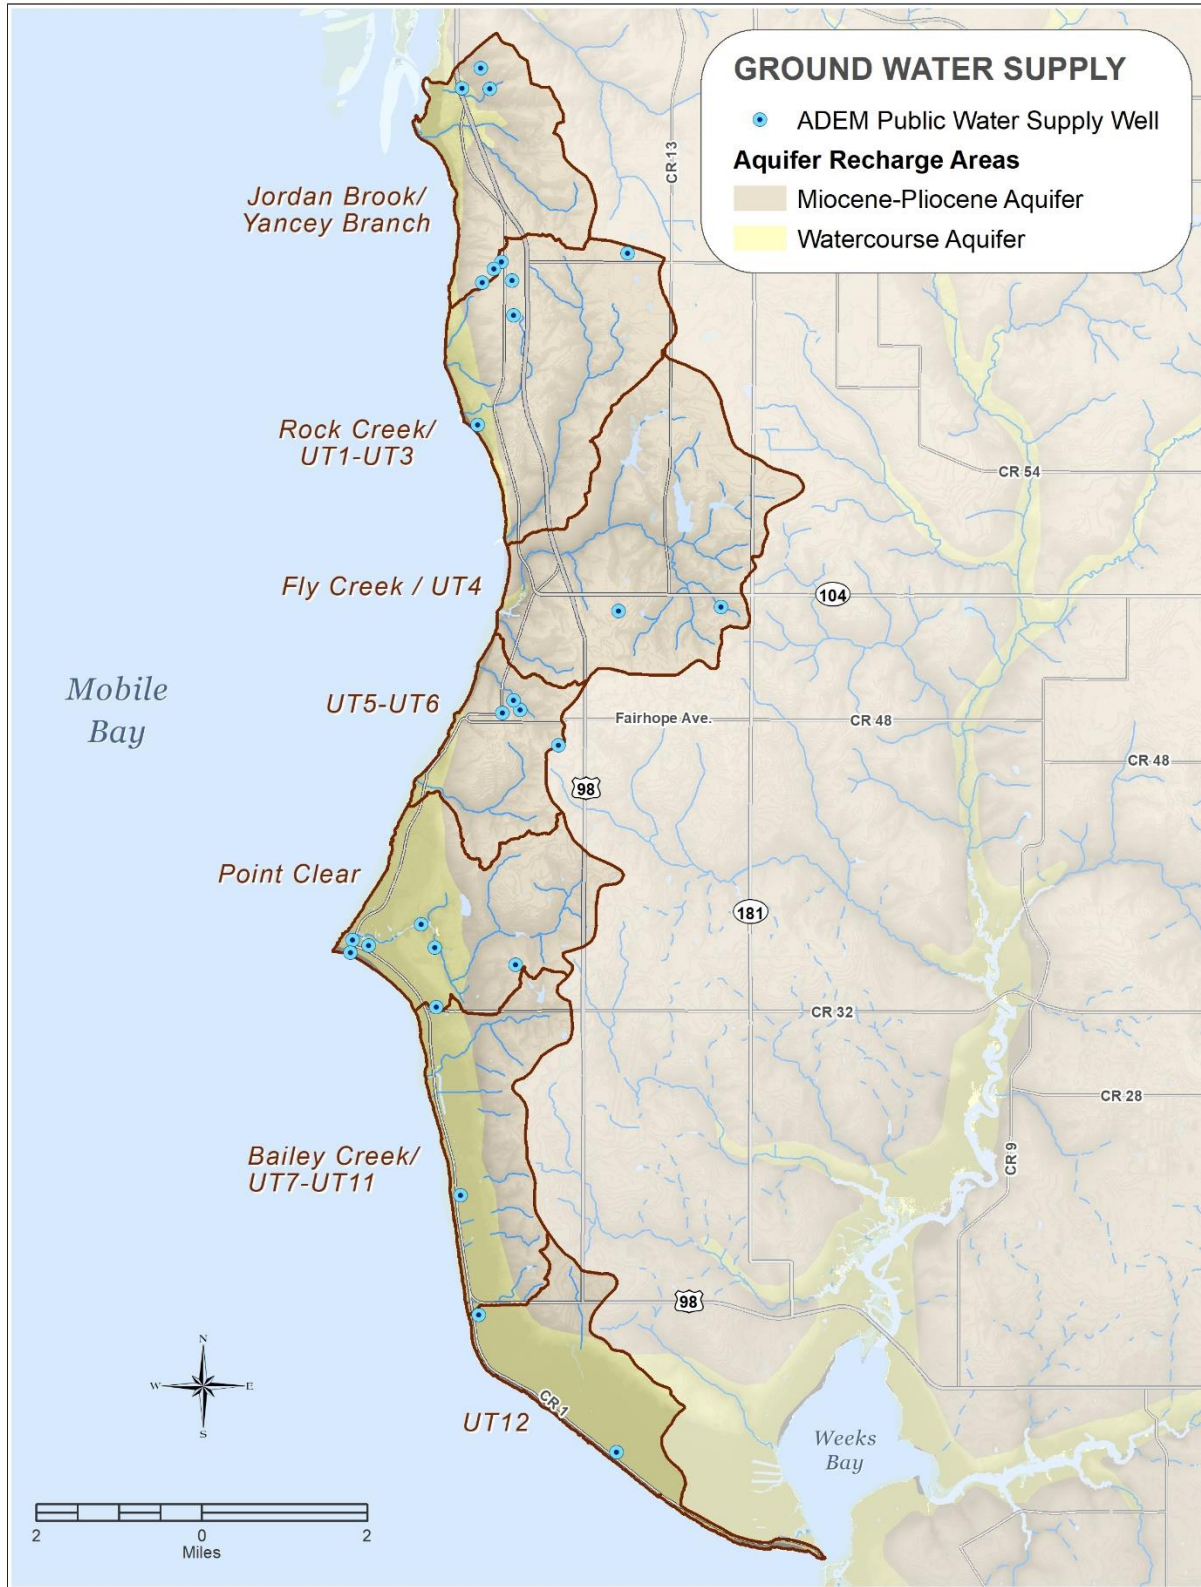 GROUND WATER SUPPLY
ADEM Public Water Supply Well
Aquifer Recharge Areas
Miocene-Pliocene Aquifer
Watercourse Aquifer
CR 13
Jordan Brook/
Yancey Branch
Rock Creek/
UT1-UT3
CR 54
Fly Creek / UT4
104
Mobile
Bay
UT5-UT6
Fairhope Ave.
CR 48
CR 48
98
Point Clear
181
CR 32
CR 28
Bailey Creek/
UT7-UT11
CR 9
98
N
W
E
S
CR 1
UT12
Weeks
Bay
2
0
2
Miles